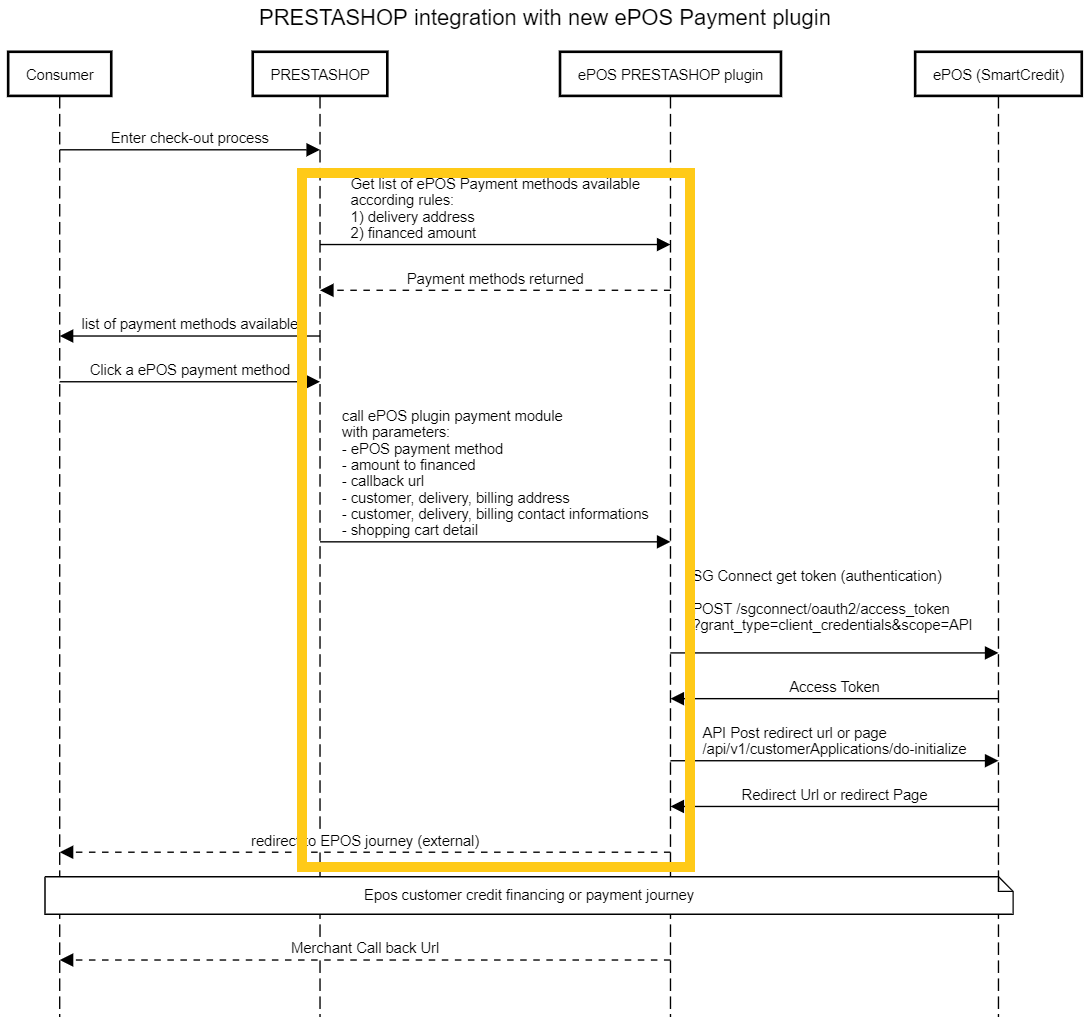 PRESTASHOP integration with new ePOS Payment plugin
Consumer
PRESTASHOP
ePOS PRESTASHOP plugin
ePOS (SmartCredit)
Enter check-out process
Get list of ePOS Payment methods available
according rules:
1) delivery address
2) financed amount
Payment methods returned
list of payment methods available
Click a ePOS payment method
call ePOS plugin payment module
with parameters:
- ePOS payment method
- amount to financed
- callback url
- customer, delivery, billing address
- customer, delivery, billing contact informations
- shopping cart detail
SG Connect get token (authentication)
POST /sgconnect/oauth2/access_token
?grant_type=client_credentials&scope=API
Access Token
API Post redirect url or page
/api/v1/customerApplications/do-initialize
Redirect Url or redirect Page
redirect to EPOS journey (external)
Epos customer credit financing or payment journey
Merchant Call back Url